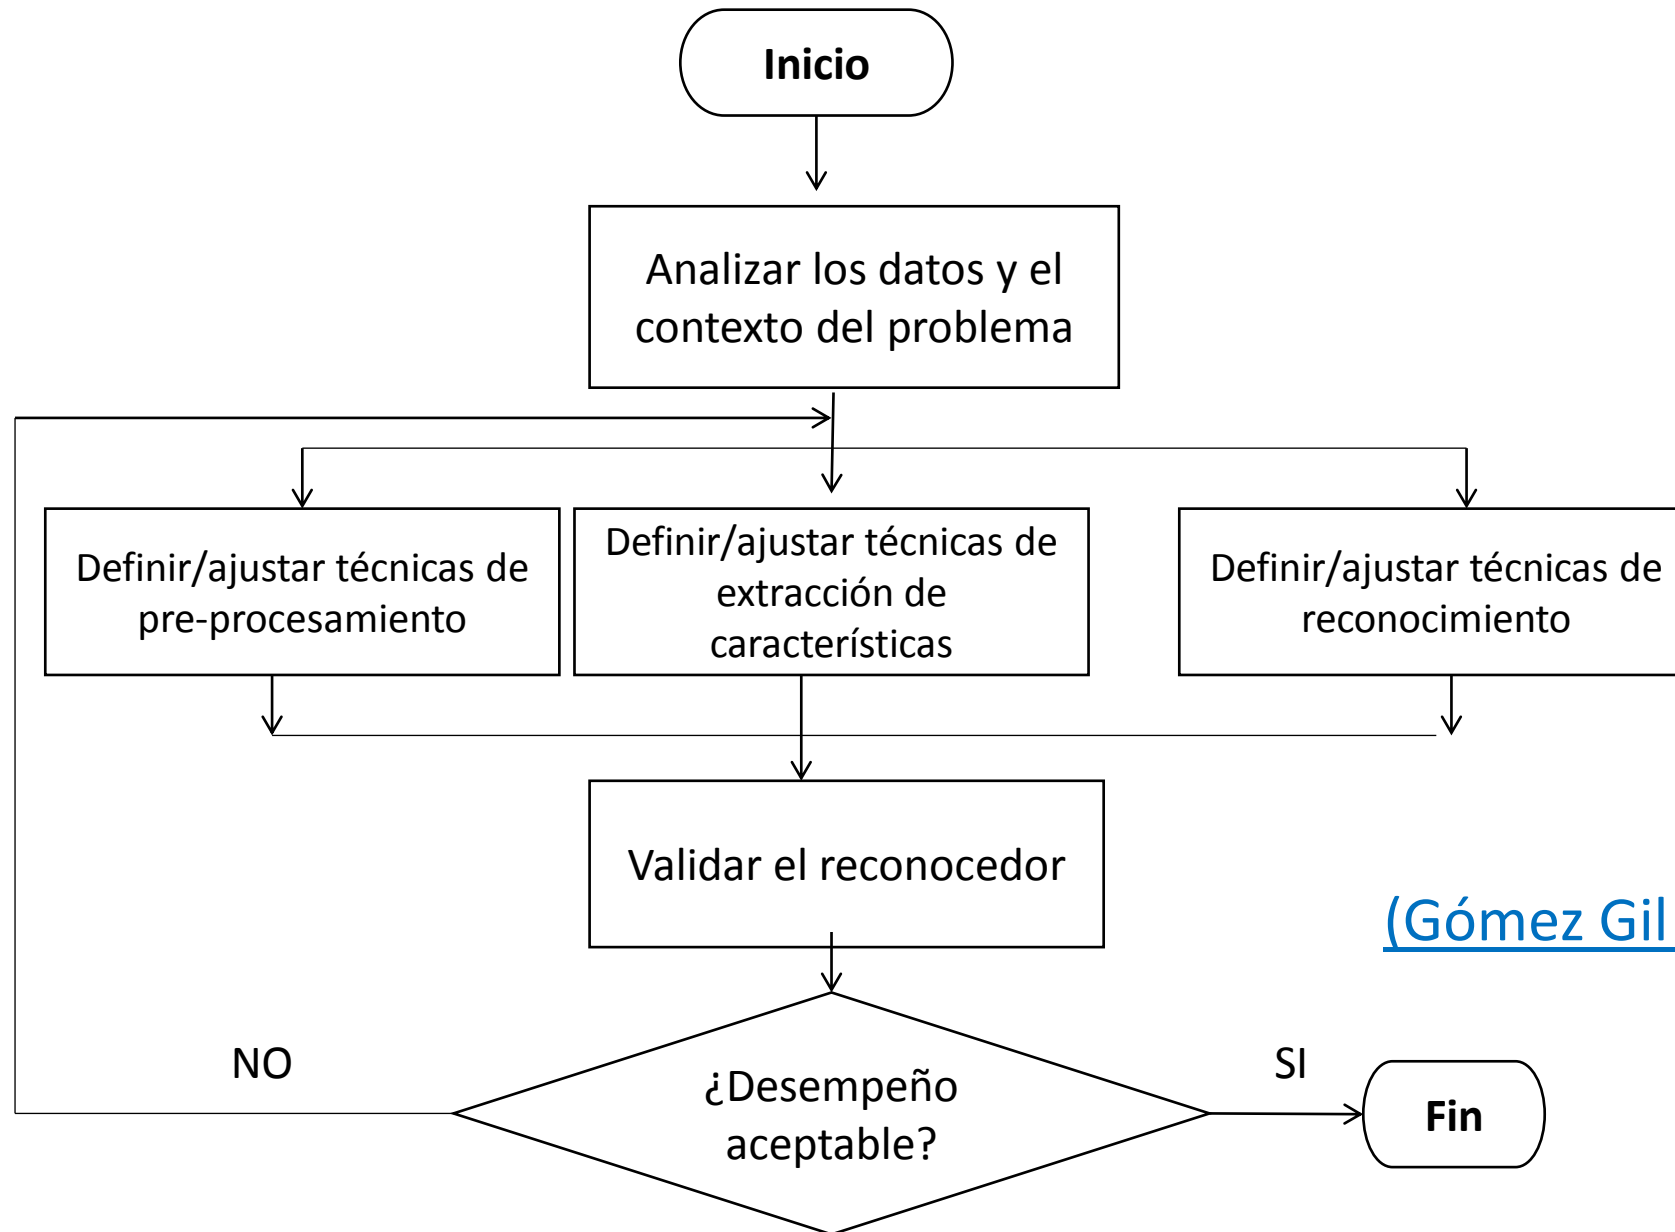 Inicio
Analizar los datos y el
contexto del problema
Definir/ajustar técnicas de
pre-procesamiento
Definir/ajustar técnicas de
extracción de
características
Definir/ajustar técnicas de
reconocimiento
Validar el reconocedor
(Gómez Gil
NO
¿Desempeño
aceptable?
SI
Fin